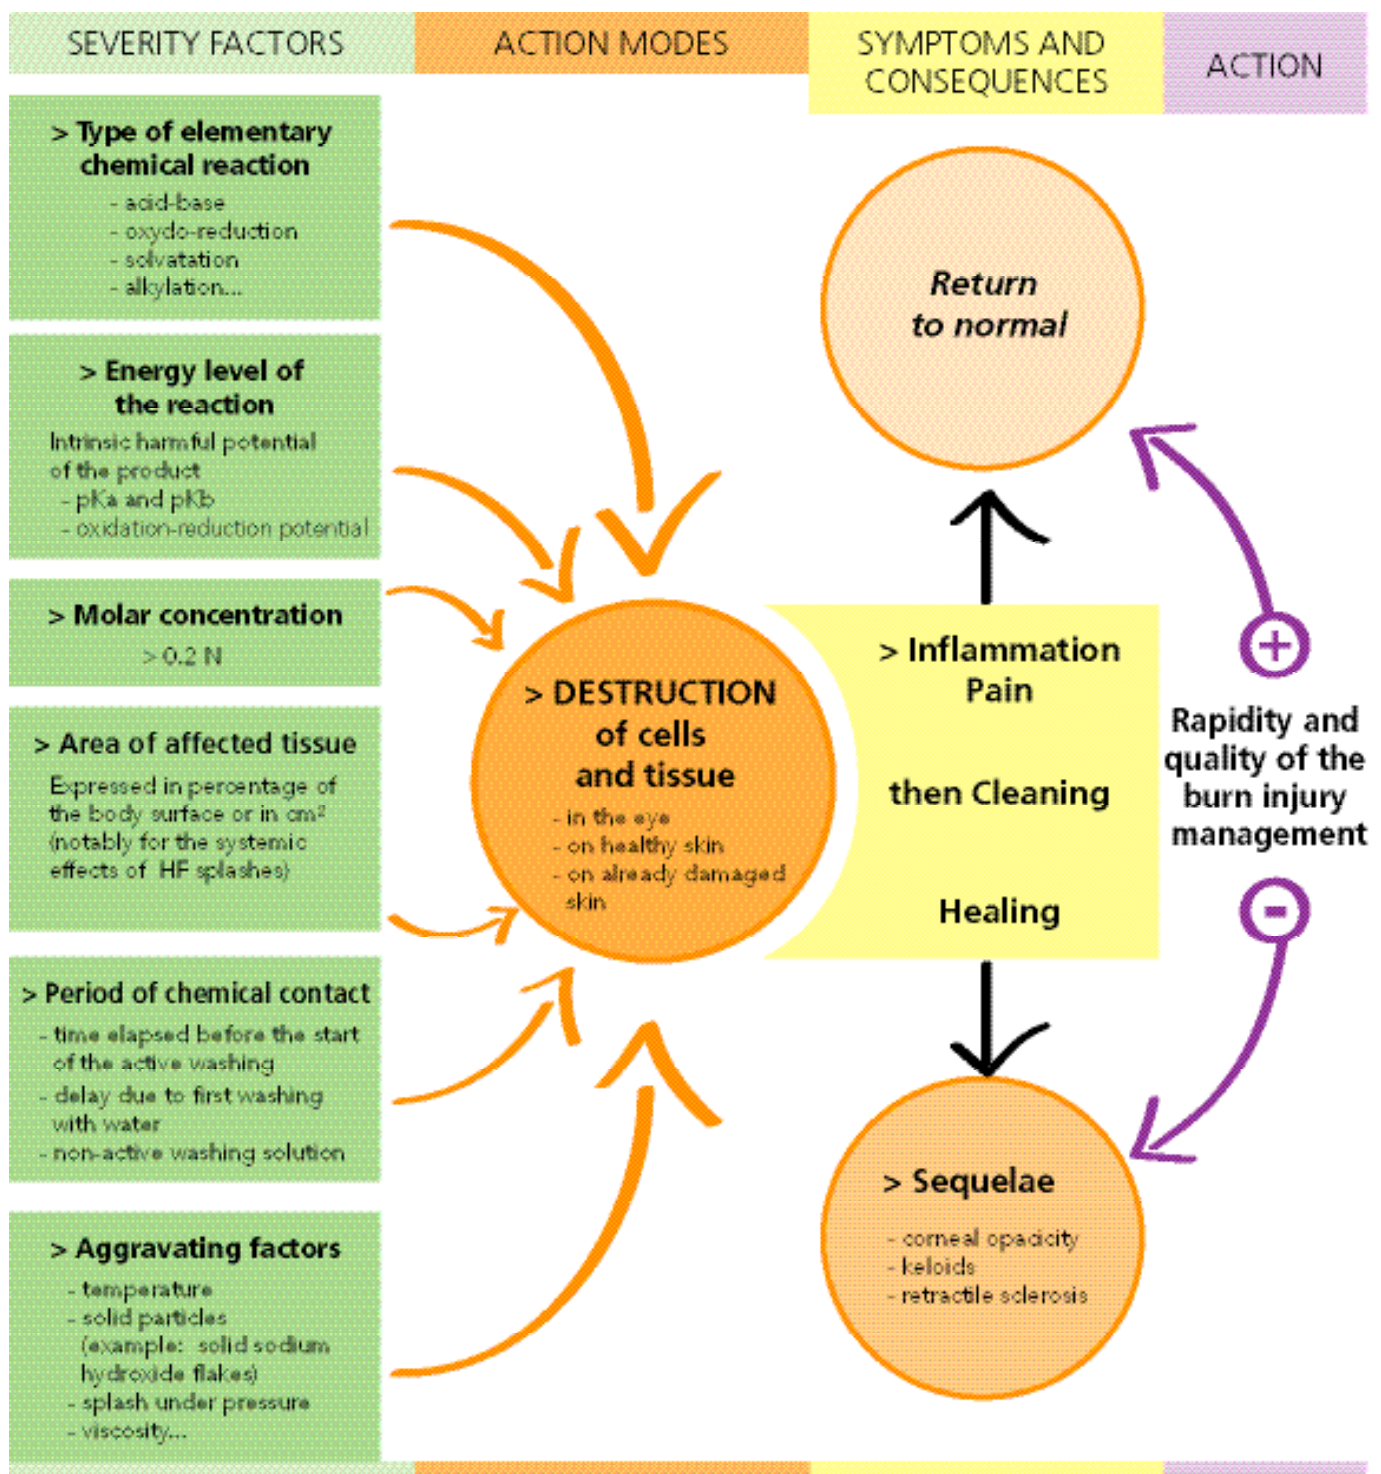 SEVERITY FACTORS
ACTION MODES
SYMPTOMS AND
CONSEQUENCES
ACTION
> Type of elementary
chemical reaction
- acid-base
- oxydo-reduction
- solvatation
- alkylation...
> Energy level of
the reaction
Intrinsic harmful potential
of the product
- pKa and pKb
- oxidation-reduction potential
> Molar concentration
> 0.2 N
> Area of affected tissue
Expressed in percentage of
the body surface or in cm²
(notably for the systemic
effects of HF splashes)
> Period of chemical contact
- time elapsed before the start
of the active washing
- delay due to first washing
with water
- non-active washing solution
> Aggravating factors
- temperature
- solid particles
(example: solid sodium
hydroxide flakes)
- splash under pressure
- viscosity...
> DESTRUCTION
of cells
and tissue
- in the eye
- on healthy skin
- on already damaged
skin
Return
to normal
> Inflammation
Pain
then Cleaning
Healing
> Sequelae
- corneal opacicity
- keloids
- retractile sclerosis
+
Rapidity and
quality of the
burn injury
management
-